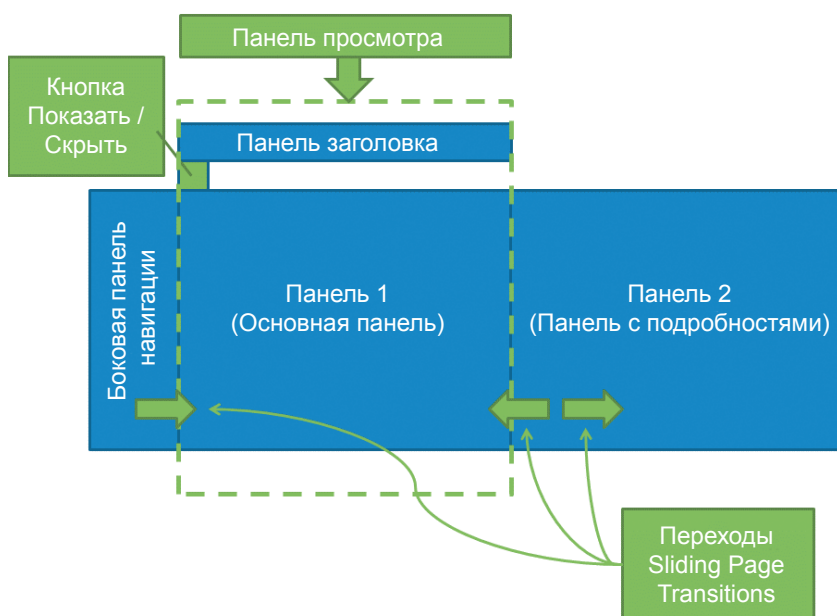 Панель просмотра
Кнопка
Показать /
Скрыть
Панель заголовка
Боковая панель
навигации
Панель 1
(Основная панель)
Панель 2
(Панель с подробностями)
Переходы
Sliding Page
Transitions